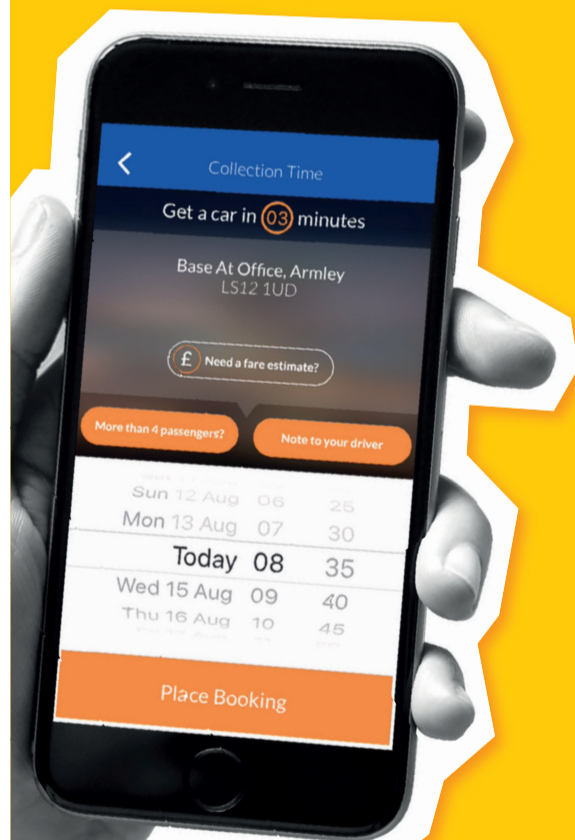 Collection Time
Get a car in 03 minutes
Base At Office, Armley
LS12 1UD
£ Need a fare estimate?
More than 4 passengers?
Note to your driver
Sun 12 Aug 06 25
Mon 13 Aug 07 30
Today 08 35
Wed 15 Aug 09 40
Thu 16 Aug 10 45
Place Booking